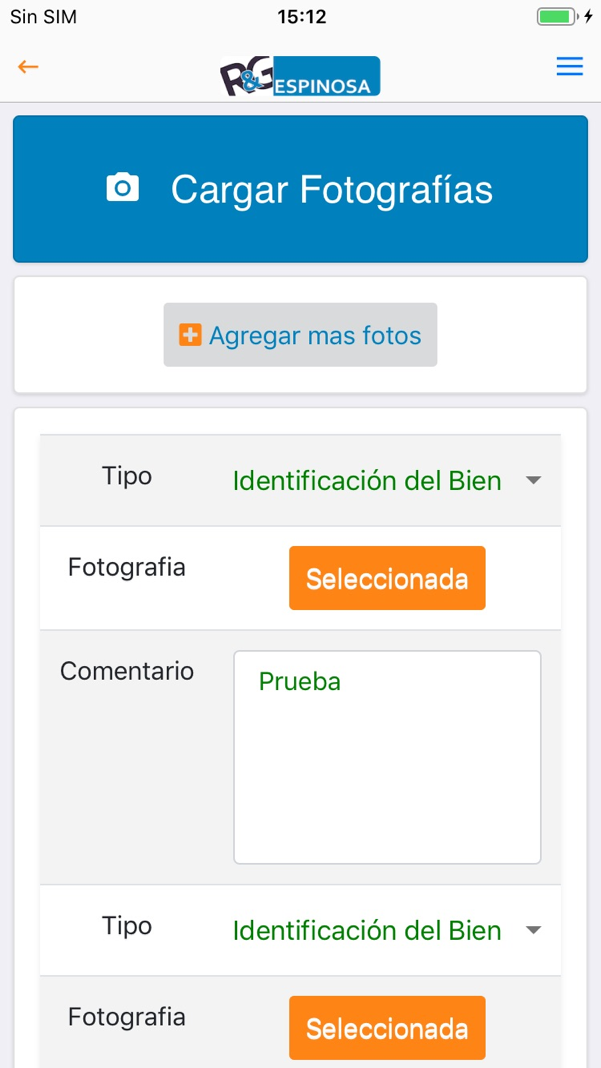 Sin SIM
15:12
R&G ESPINOSA
Cargar Fotografías
Agregar mas fotos
Tipo
Identificación del Bien
Fotografia
Seleccionada
Comentario
Prueba
Tipo
Identificación del Bien
Fotografia
Seleccionada